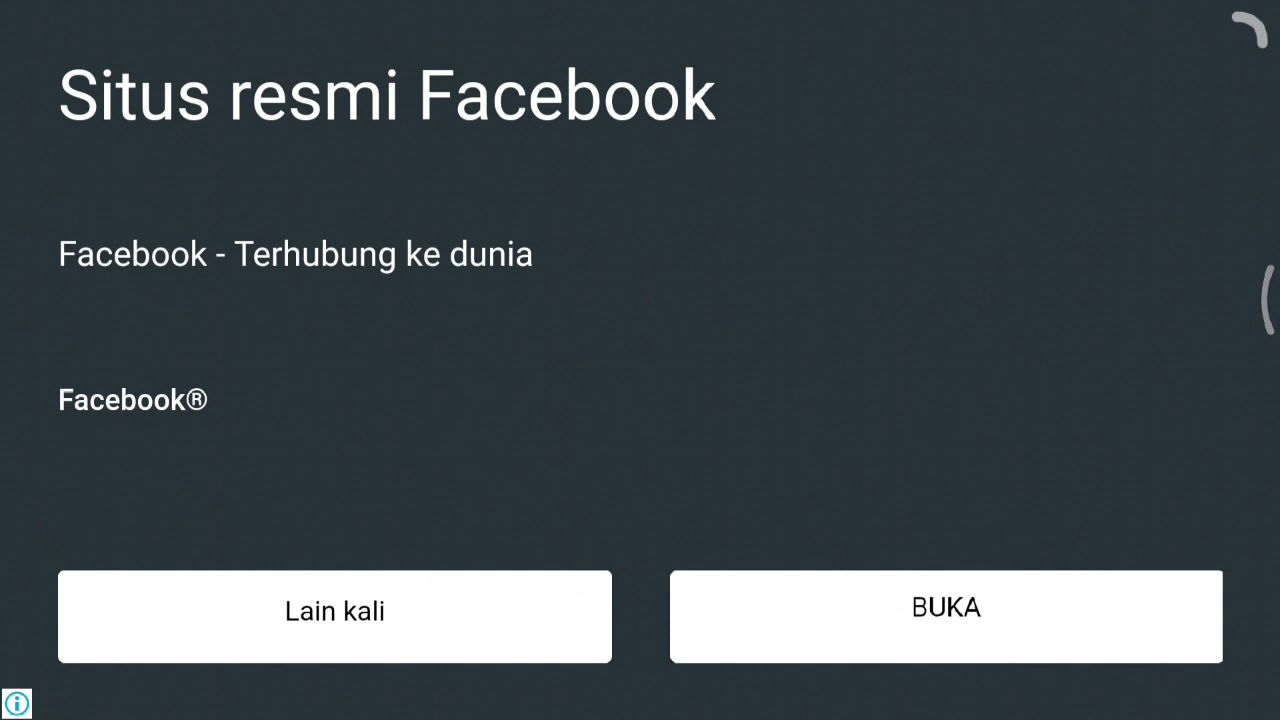 Situs resmi Facebook
Facebook - Terhubung ke dunia
Facebook®
Lain kali
BUKA